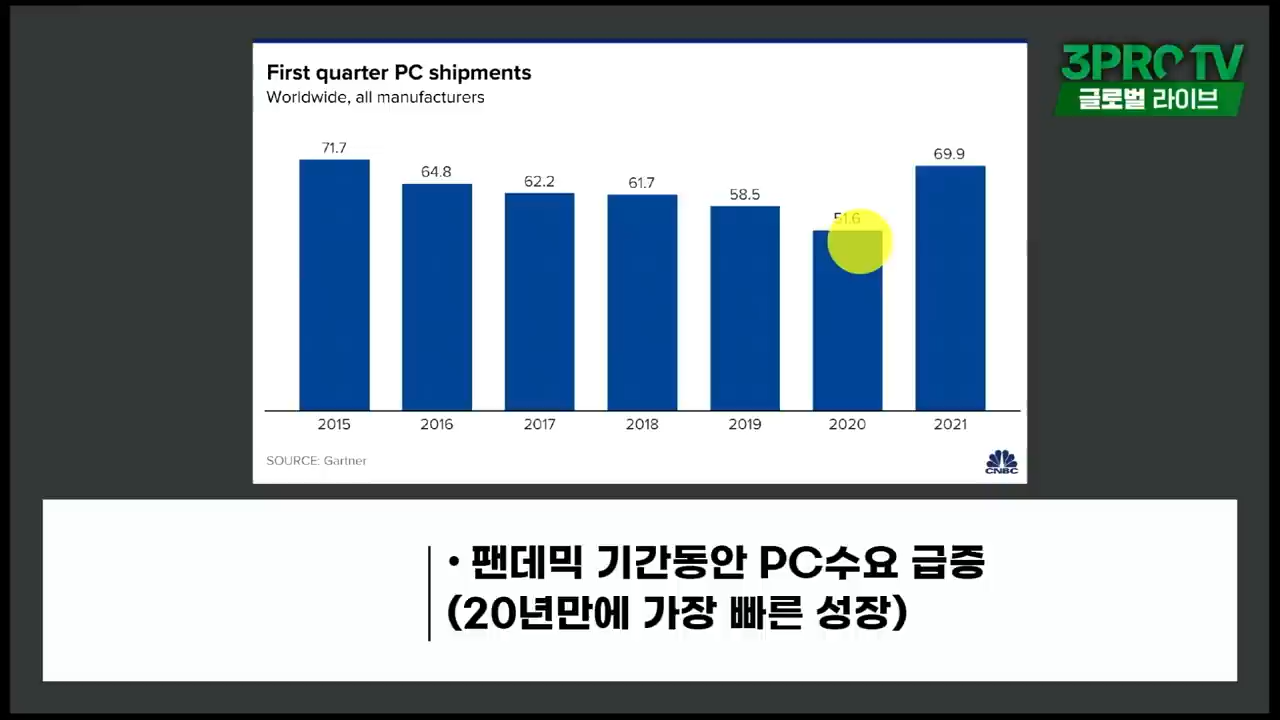 3PRO TV
글로벌 라이브
First quarter PC shipments
Worldwide, all manufacturers
71.7
64.8
62.2
61.7
58.5
51.6
69.9
2015 2016 2017 2018 2019 2020 2021
SOURCE: Gartner
CNBC
• 팬데믹 기간동안 PC수요 급증
(20년만에 가장 빠른 성장)